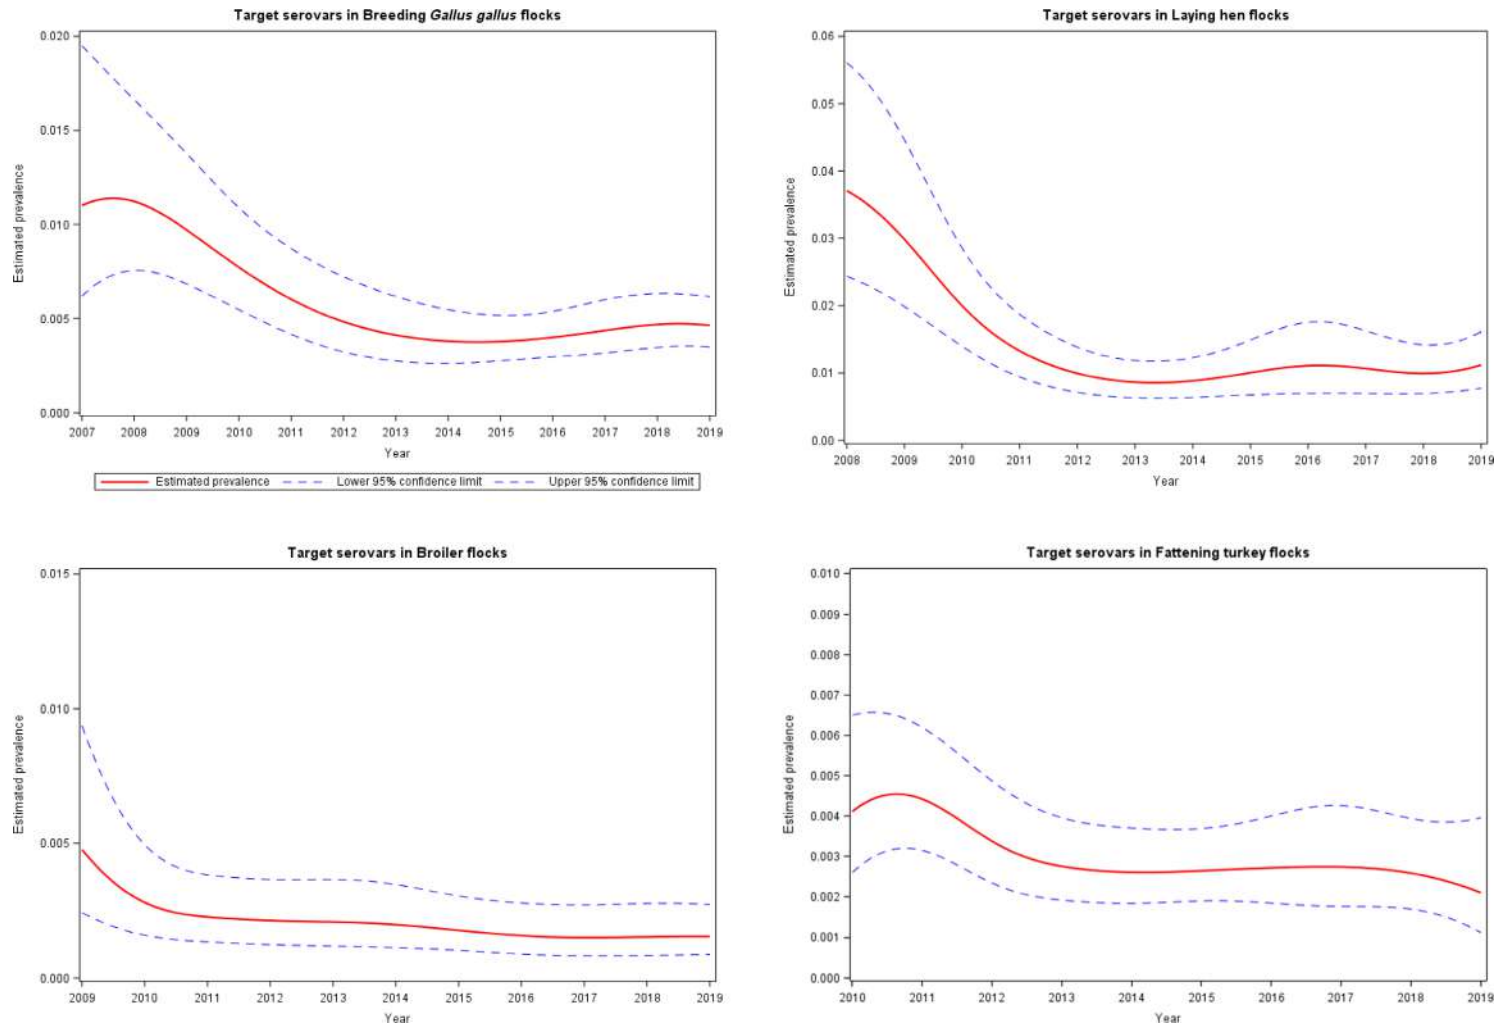 Target serovars in Breeding Gallus gallus flocks
0.020
0.015
0.010
0.005
0.000
Estimated prevalence
2007 2008 2009 2010 2011 2012 2013 2014 2015 2016 2017 2018 2019
Year
Estimated prevalence Lower 95% confidence limit Upper 95% confidence limit
Target serovars in Laying hen flocks
0.06
0.05
0.04
0.03
0.02
0.01
0.00
Estimated prevalence
2008 2009 2010 2011 2012 2013 2014 2015 2016 2017 2018 2019
Year
Target serovars in Broiler flocks
0.015
0.010
0.005
0.000
Estimated prevalence
2009 2010 2011 2012 2013 2014 2015 2016 2017 2018 2019
Year
Target serovars in Fattening turkey flocks
0.010
0.009
0.008
0.007
0.006
0.005
0.004
0.003
0.002
0.001
0.000
Estimated prevalence
2010 2011 2012 2013 2014 2015 2016 2017 2018 2019
Year